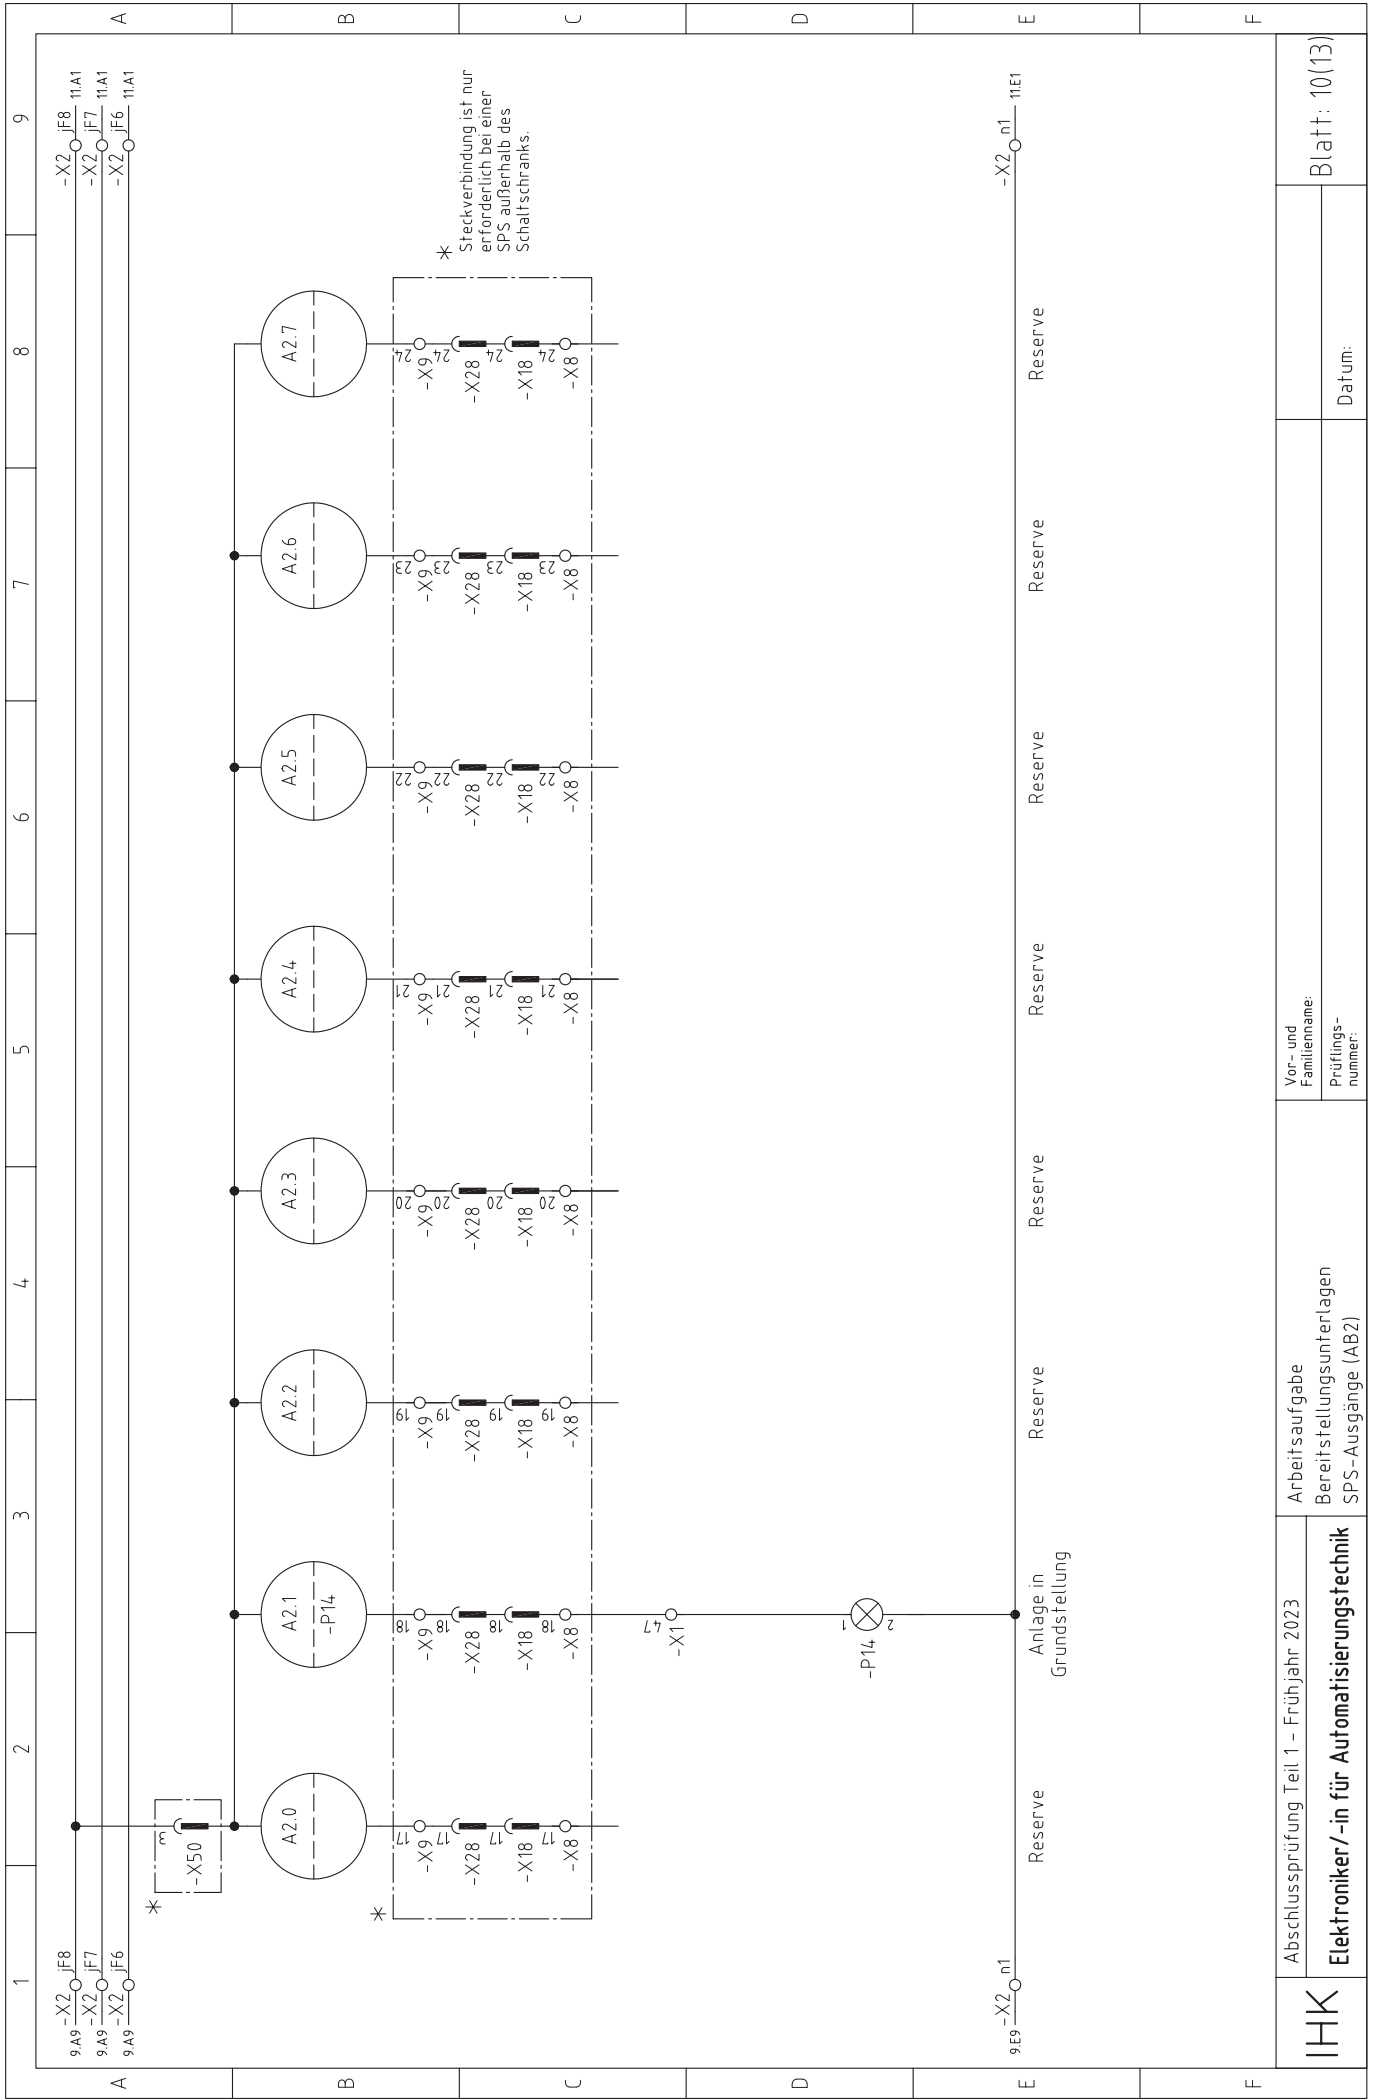 1 2 3 4 5 6 7 8 9
A
B
C
D
E
F
A
B
C
D
E
F
9.A9 -X2 jF8
9.A9 -X2 jF7
9.A9 -X2 jF6
-X2 jF8 11.A1
-X2 jF7 11.A1
-X2 jF6 11.A1
* 3
-X50
A2.0
A2.1
-P14
A2.2
A2.3
A2.4
A2.5
A2.6
A2.7
*
17 18 19 20 21 22 23 24
-X9 -X9 -X9 -X9 -X9 -X9 -X9 -X9
17 18 19 20 21 22 23 24
-X28 -X28 -X28 -X28 -X28 -X28 -X28 -X28
17 18 19 20 21 22 23 24
-X18 -X18 -X18 -X18 -X18 -X18 -X18 -X18
17 18 19 20 21 22 23 24
-X8 -X8 -X8 -X8 -X8 -X8 -X8 -X8
*
Steckverbindung ist nur
erforderlich bei einer
SPS außerhalb des
Schaltschranks.
47
-X1
1
-P14
2
9.E9 -X2 n1
-X2 n1 11.E1
Reserve
Anlage in
Grundstellung
Reserve
Reserve
Reserve
Reserve
Reserve
Reserve
IHK
Abschlussprüfung Teil 1 - Frühjahr 2023
Elektroniker/-in für Automatisierungstechnik
Arbeitsaufgabe
Bereitstellungsunterlagen
SPS-Ausgänge (AB2)
Vor- und
Familienname:
Prüflings-
nummer:
Datum:
Blatt: 10(13)